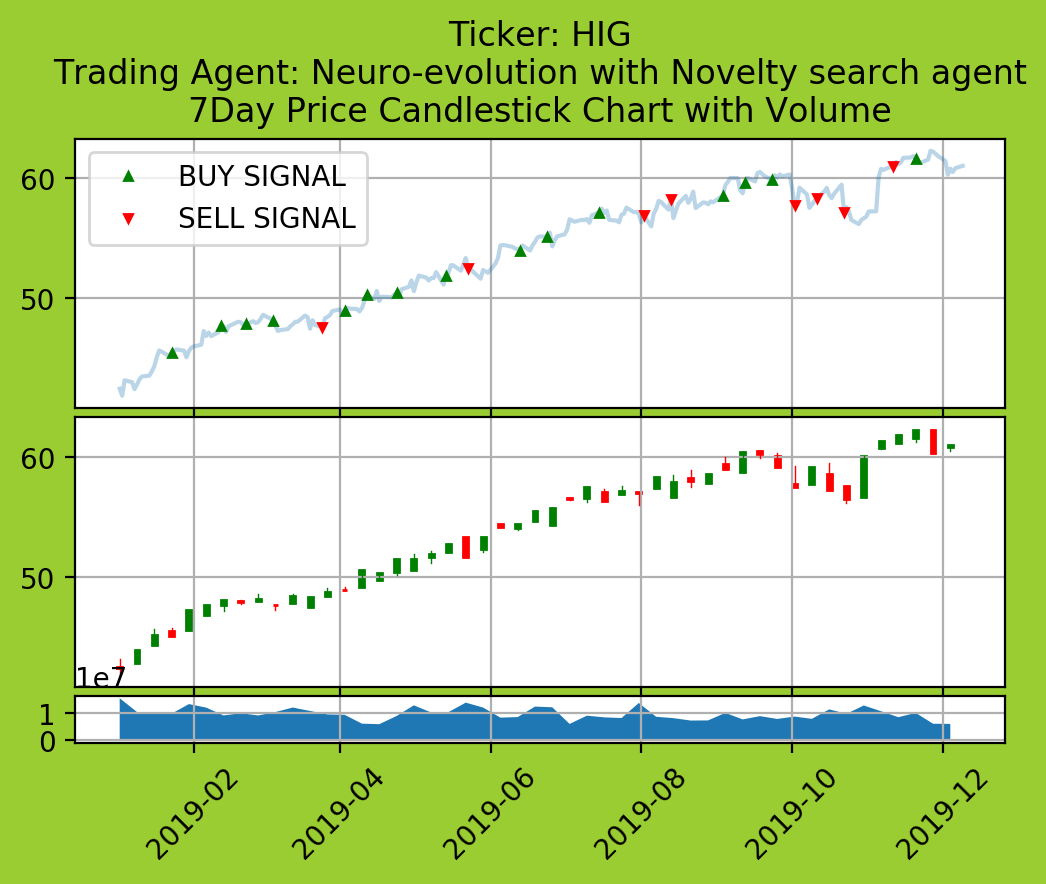 Ticker: HIG
Trading Agent: Neuro-evolution with Novelty search agent
7Day Price Candlestick Chart with Volume
BUY SIGNAL
SELL SIGNAL
60
50
60
50
1e7
1
0
2019-02
2019-04
2019-06
2019-08
2019-10
2019-12